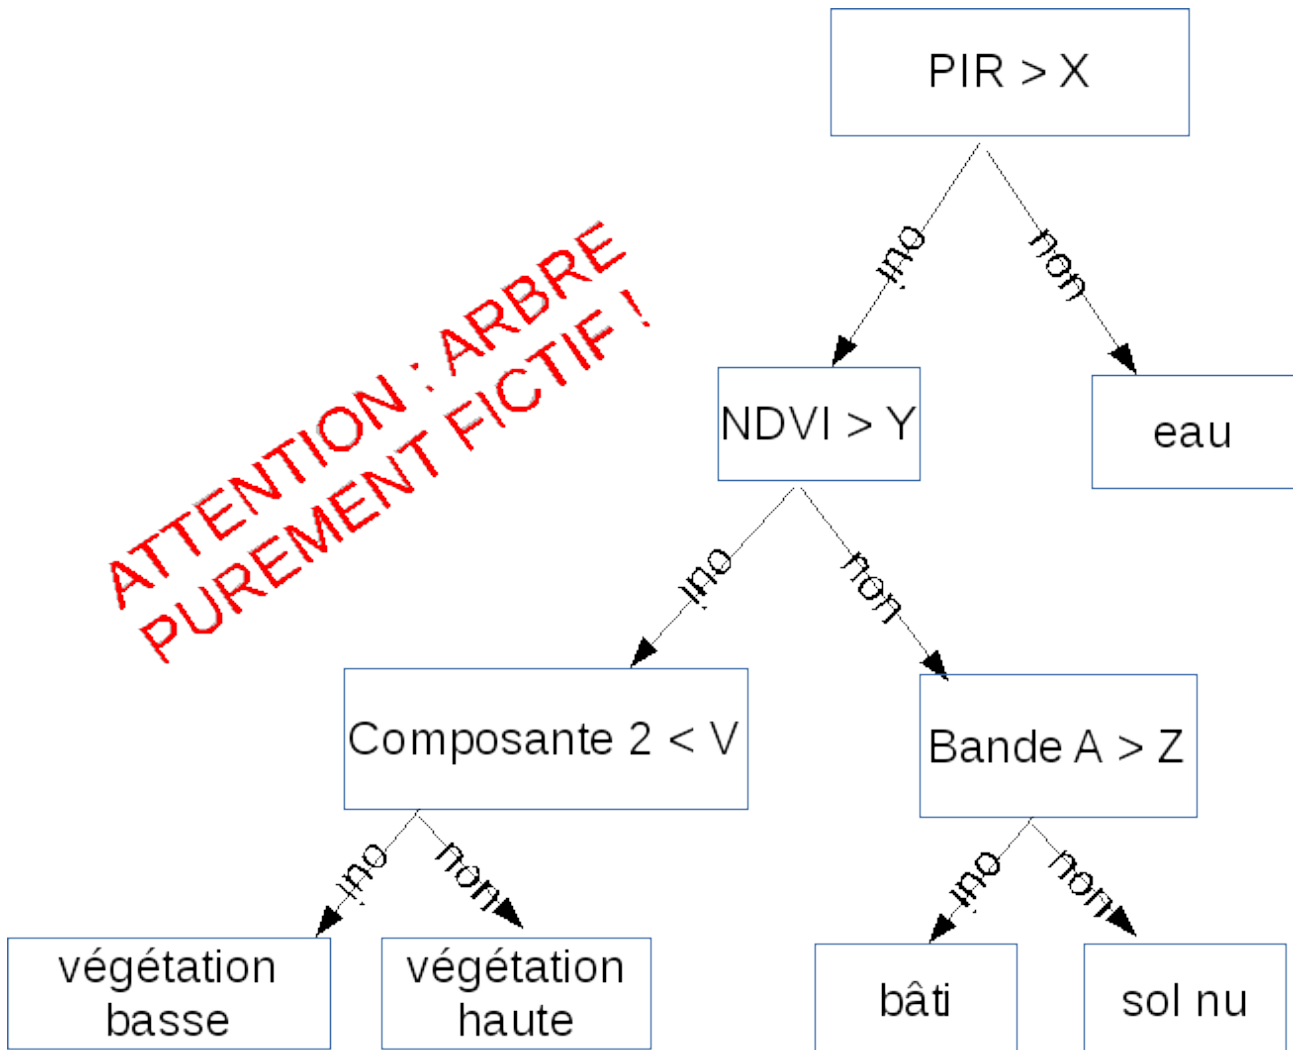 PIR > X
oui
non
ATTENTION : ARBRE
PUREMENT FICTIF !
NDVI > Y
eau
oui
non
Composante 2 < V
Bande A > Z
oui
non
oui
non
végétation
basse
végétation
haute
bâti
sol nu